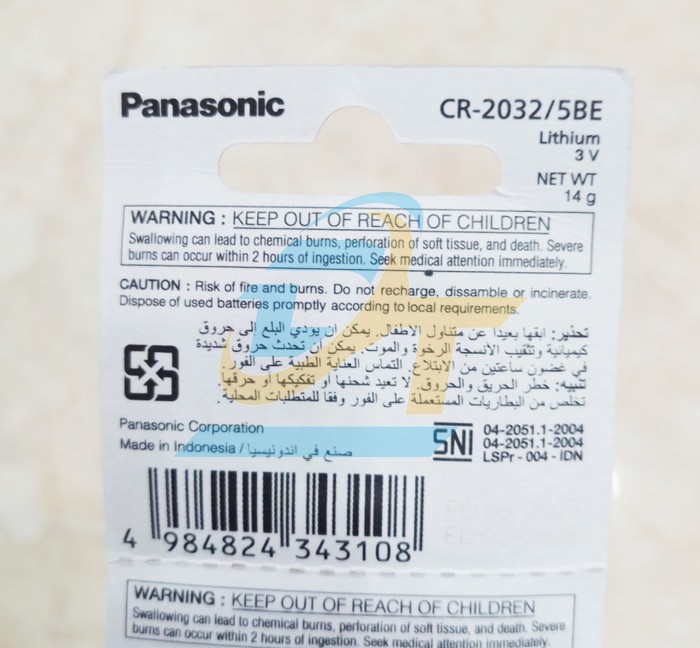 Panasonic
CR-2032/5BE
Lithium
3 V
NET WT
14 g
WARNING : KEEP OUT OF REACH OF CHILDREN
Swallowing can lead to chemical burns, perforation of soft tissue, and death. Severe
burns can occur within 2 hours of ingestion. Seek medical attention immediately.
CAUTION : Risk of fire and burns. Do not recharge, dissamble or incinerate.
Dispose of used batteries promptly according to local requirements.
تحذير: ابقها بعيدا عن متناول الاطفال. يمكن ان يودي البلع إلى حروق
كيميائية وتثقيب الانسجة الرخوة والموت. يمكن أن تحدث حروق شديدة
في غضون ساعتين من الابتلاع. التماس العناية الطبية على الفور.
تنبيه: خطر الحريق والحروق. لا تعيد شحنها او تفكيكها او حرقها.
تخلص من البطاريات المستعملة على الفور وفقا للمتطلبات المحلية.
Panasonic Corporation
Made in Indonesia / صنع في اندونيسيا
SNI
04-2051.1-2004
04-2051.1-2004
LSPr - 004 - IDN
4 984824 343108
WARNING : KEEP OUT OF REACH OF CHILDREN
Swallowing can lead to chemical burns, perforation of soft tissue, and death. Severe
burns can occur within 2 hours of ingestion. Seek medical attention immediately.